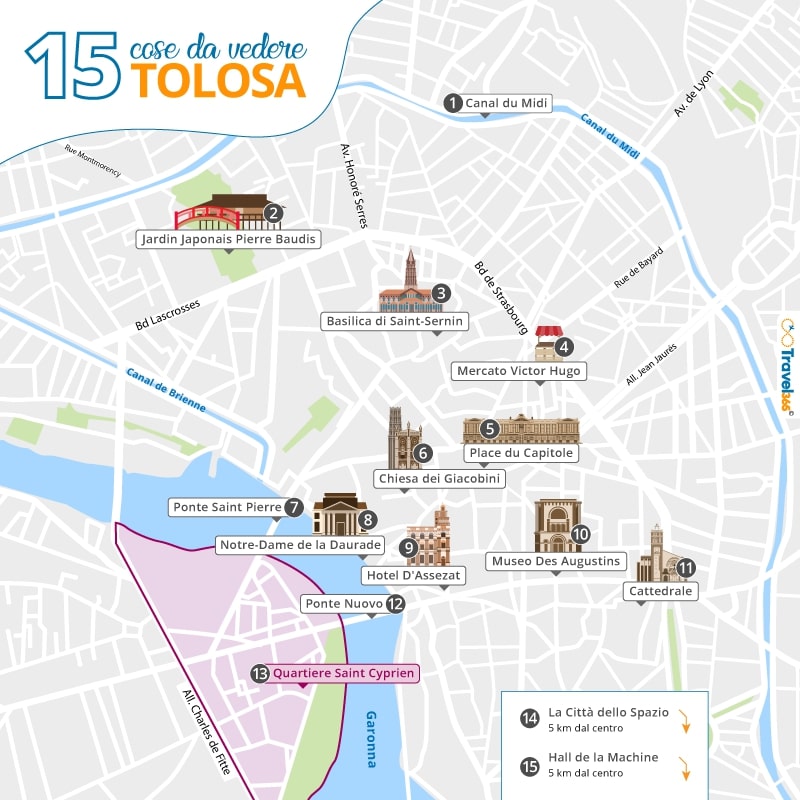 15 cose da vedere
TOLOSA
1 Canal du Midi
Canal du Midi
Av. de Lyon
Rue Montmorency
Av. Honoré Serres
2
Jardin Japonais Pierre Baudis
Bd Lascrosses
Bd de Strasbourg
Rue de Bayard
3
Basilica di Saint-Sernin
4
Mercato Victor Hugo
All. Jean Jaurés
Travel365©
Canal de Brienne
5
Place du Capitole
6
Chiesa dei Giacobini
Ponte Saint Pierre 7
8
Notre-Dame de la Daurade
9
Hotel D'Assezat
10
Museo Des Augustins
11
Cattedrale
Ponte Nuovo 12
13 Quartiere Saint Cyprien
All. Charles de Fitte
Garonna
14 La Città dello Spazio
5 km dal centro
15 Hall de la Machine
5 km dal centro